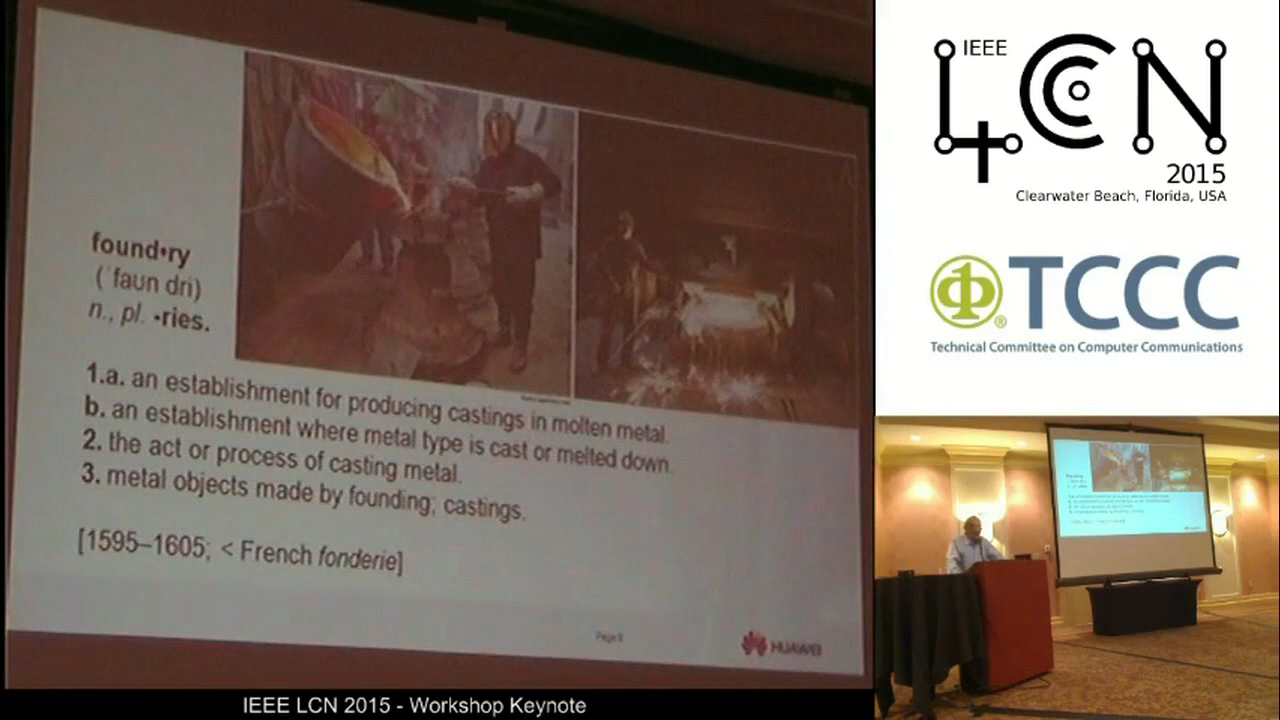 found•ry
(ˈfaʊn dri)
n., pl. •ries.
1.a. an establishment for producing castings in molten metal.
b. an establishment where metal type is cast or melted down.
2. the act or process of casting metal.
3. metal objects made by founding; castings.
[1595–1605; < French fonderie]
Page 8
HUAWEI
IEEE LCN 2015 - Workshop Keynote
IEEE
LCN
2015
Clearwater Beach, Florida, USA
TCCC
®
Technical Committee on Computer Communications